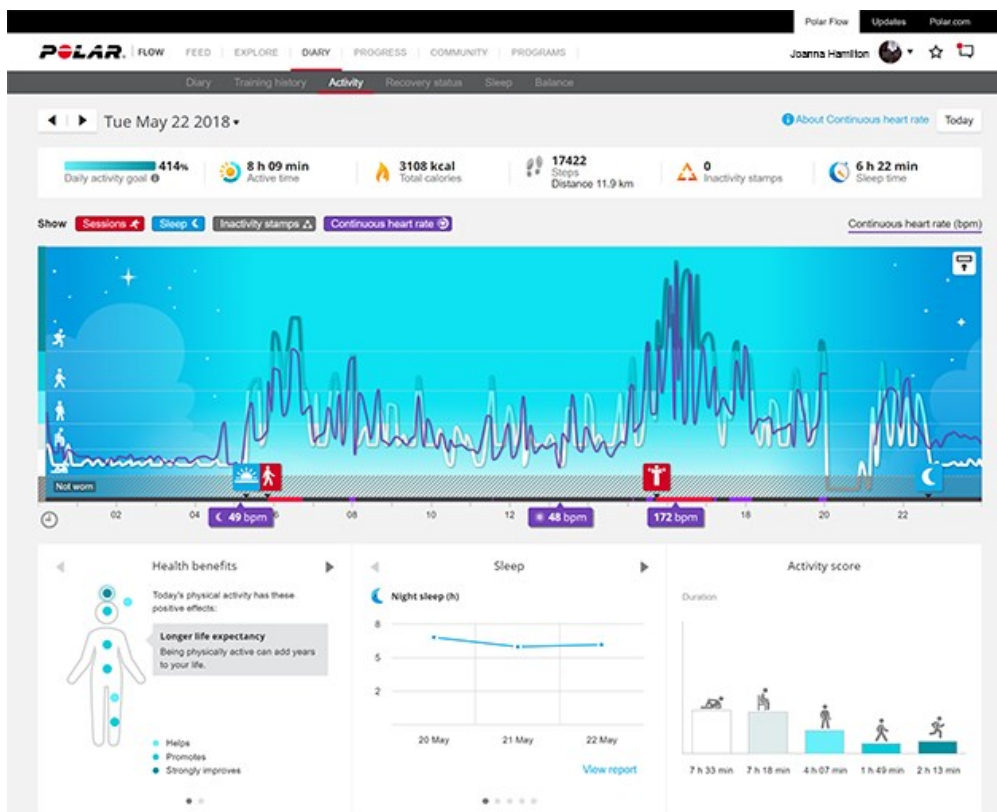 Polar Flow Updates Polar.com
POLAR. FLOW FEED EXPLORE DIARY PROGRESS COMMUNITY PROGRAMS Joanna Hamilton
Diary Training history Activity Recovery status Sleep Balance
Tue May 22 2018 About Continuous heart rate Today
414% 8 h 09 min 3108 kcal 17422 0 6 h 22 min
Daily activity goal Active time Total calories Steps Inactivity stamps Sleep time
Distance 11.9 km
Show Sessions Sleep Inactivity stamps Continuous heart rate Continuous heart rate (bpm)
Not worn
02 04 06 08 10 12 18 20 22
49 bpm 48 bpm 172 bpm
Health benefits
Today's physical activity has these
positive effects:
Longer life expectancy
Being physically active can add years
to your life.
Helps
Promotes
Strongly improves
Sleep
Night sleep (h)
8
5
2
20 May 21 May 22 May
View report
Activity score
Duration
7 h 33 min 7 h 18 min 4 h 07 min 1 h 49 min 2 h 13 min